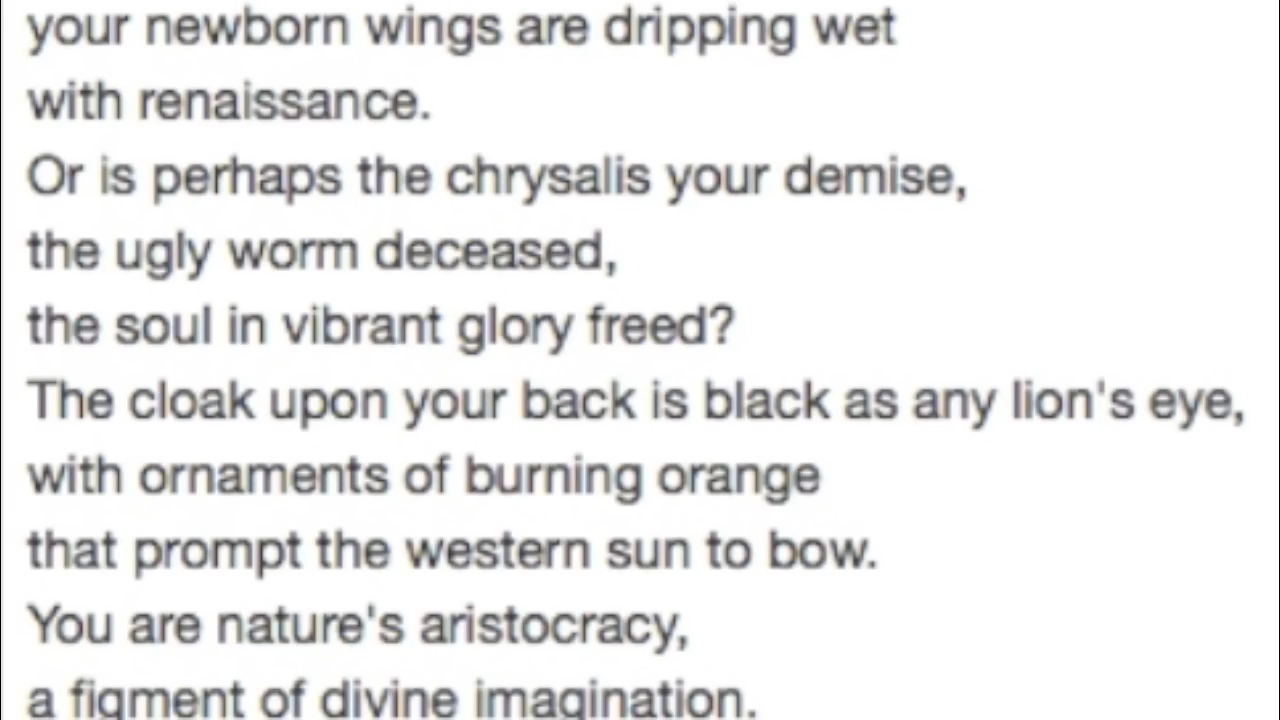 your newborn wings are dripping wet
with renaissance.
Or is perhaps the chrysalis your demise,
the ugly worm deceased,
the soul in vibrant glory freed?
The cloak upon your back is black as any lion's eye,
with ornaments of burning orange
that prompt the western sun to bow.
You are nature's aristocracy,
a figment of divine imagination.